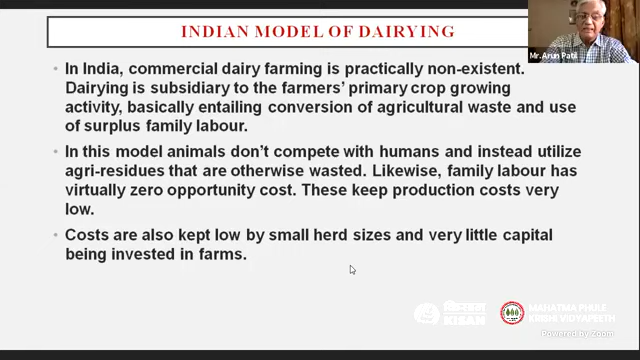 INDIAN MODEL OF DAIRYING
Mr. Arun Patil
In India, commercial dairy farming is practically non-existent.
Dairying is subsidiary to the farmers' primary crop growing
activity, basically entailing conversion of agricultural waste and use
of surplus family labour.
In this model animals don't compete with humans and instead utilize
agri-residues that are otherwise wasted. Likewise, family labour has
virtually zero opportunity cost. These keep production costs very
low.
Costs are also kept low by small herd sizes and very little capital
being invested in farms.
किसान
KISAN
MAHATMA PHULE
KRISHI VIDYAPEETH
Powered by Zoom